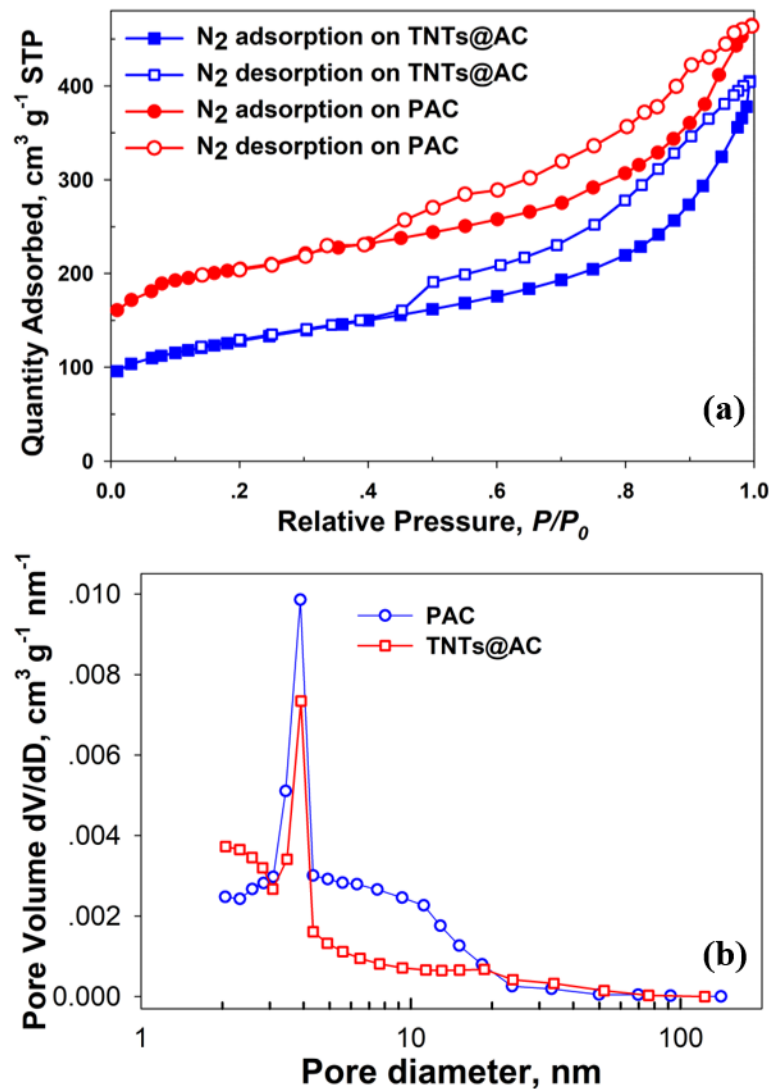 Quantity Adsorbed, cm³ g⁻¹ STP
N₂ adsorption on TNTs@AC
N₂ desorption on TNTs@AC
N₂ adsorption on PAC
N₂ desorption on PAC
400
300
200
100
0
(a)
0.0 .2 .4 .6 .8 1.0
Relative Pressure, P/P₀
Pore Volume dV/dD, cm³ g⁻¹ nm⁻¹
PAC
TNTs@AC
.010
.008
.006
.004
.002
0.000
(b)
1 10 100
Pore diameter, nm